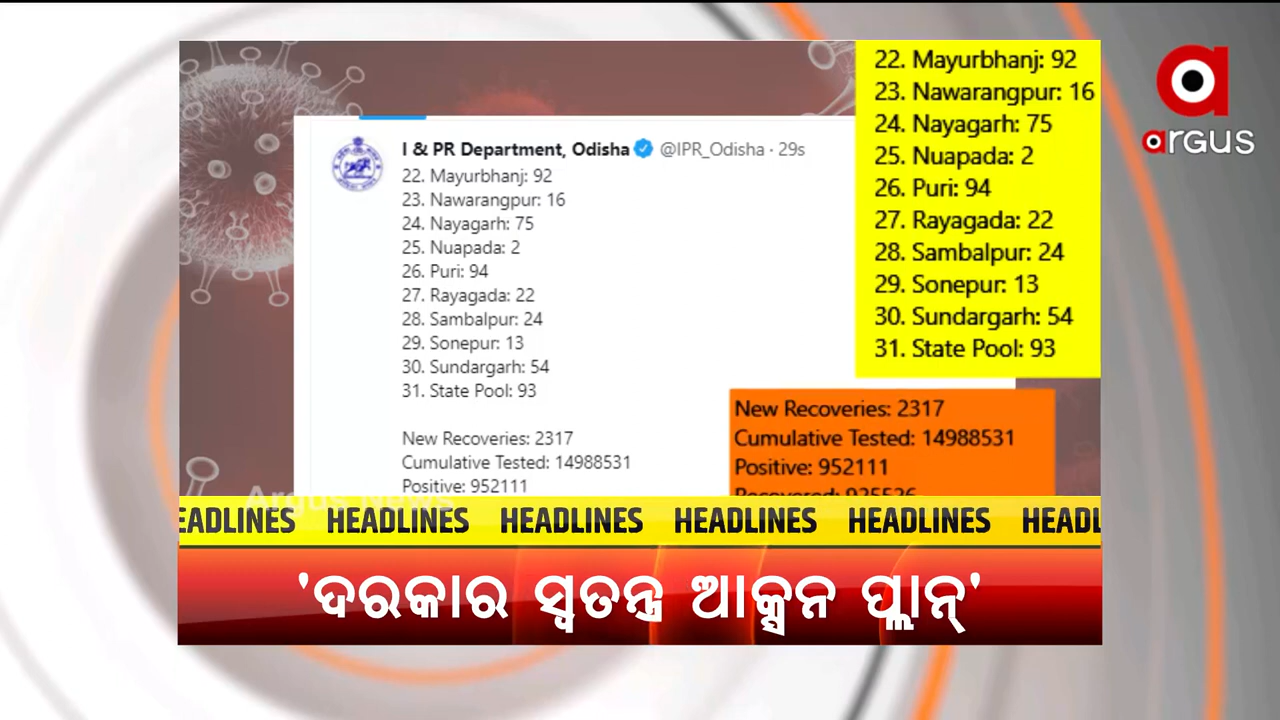 I & PR Department, Odisha @IPR_Odisha · 29s
22. Mayurbhanj: 92
23. Nawarangpur: 16
24. Nayagarh: 75
25. Nuapada: 2
26. Puri: 94
27. Rayagada: 22
28. Sambalpur: 24
29. Sonepur: 13
30. Sundargarh: 54
31. State Pool: 93
New Recoveries: 2317
Cumulative Tested: 14988531
Positive: 952111
22. Mayurbhanj: 92
23. Nawarangpur: 16
24. Nayagarh: 75
25. Nuapada: 2
26. Puri: 94
27. Rayagada: 22
28. Sambalpur: 24
29. Sonepur: 13
30. Sundargarh: 54
31. State Pool: 93
New Recoveries: 2317
Cumulative Tested: 14988531
Positive: 952111
argus
Argus News
EADLINES HEADLINES HEADLINES HEADLINES HEADLINES HEADL
'ଦରକାର ସ୍ୱତନ୍ତ୍ର ଆକ୍ସନ ପ୍ଲାନ୍'